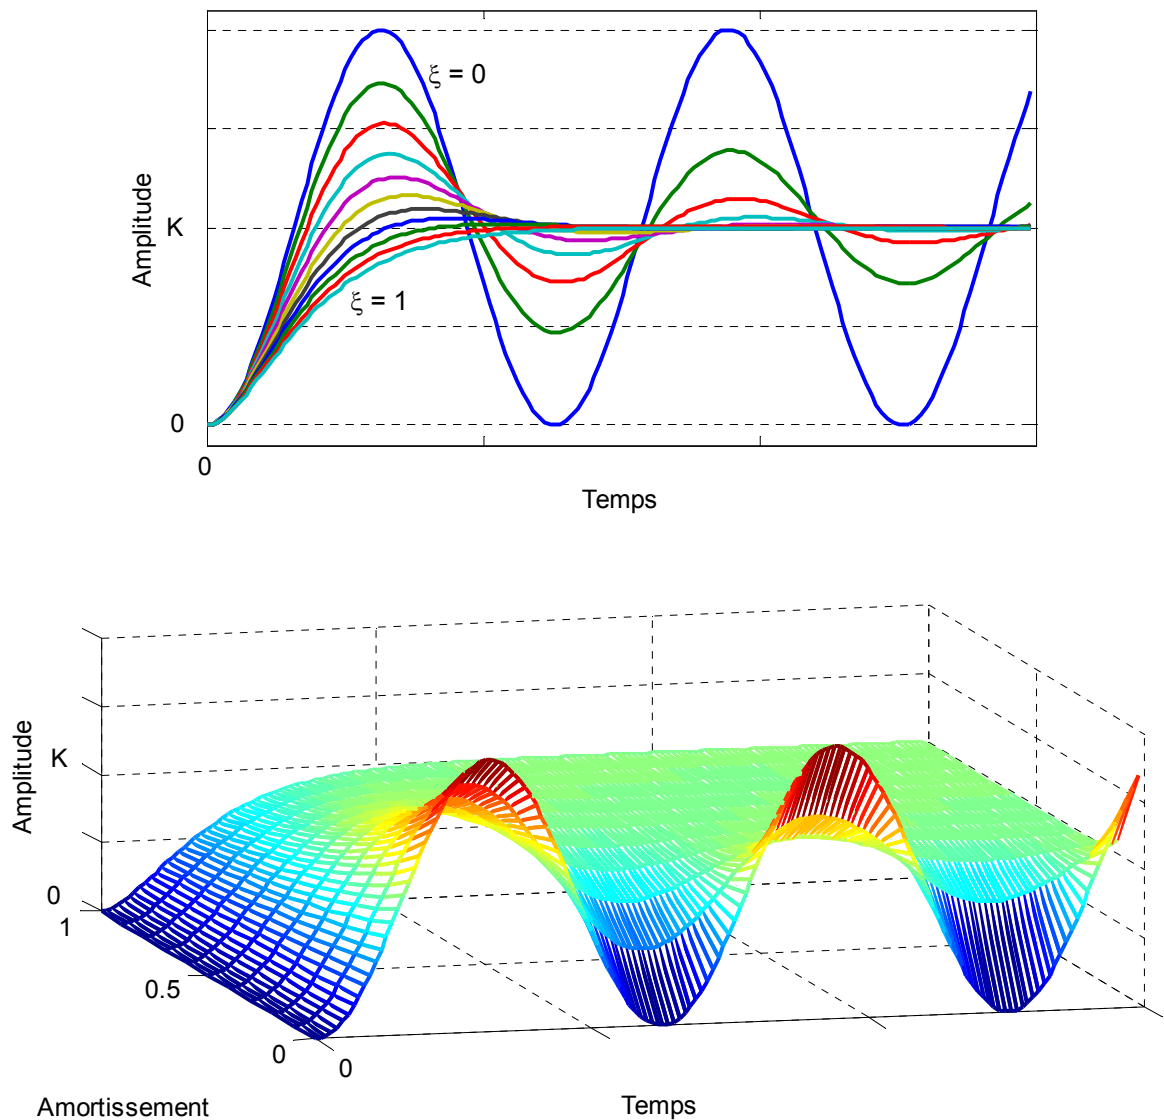 ξ = 0
Amplitude
K
ξ = 1
0
0
Temps
Amplitude
K
0
1
0.5
0
0
Amortissement
Temps